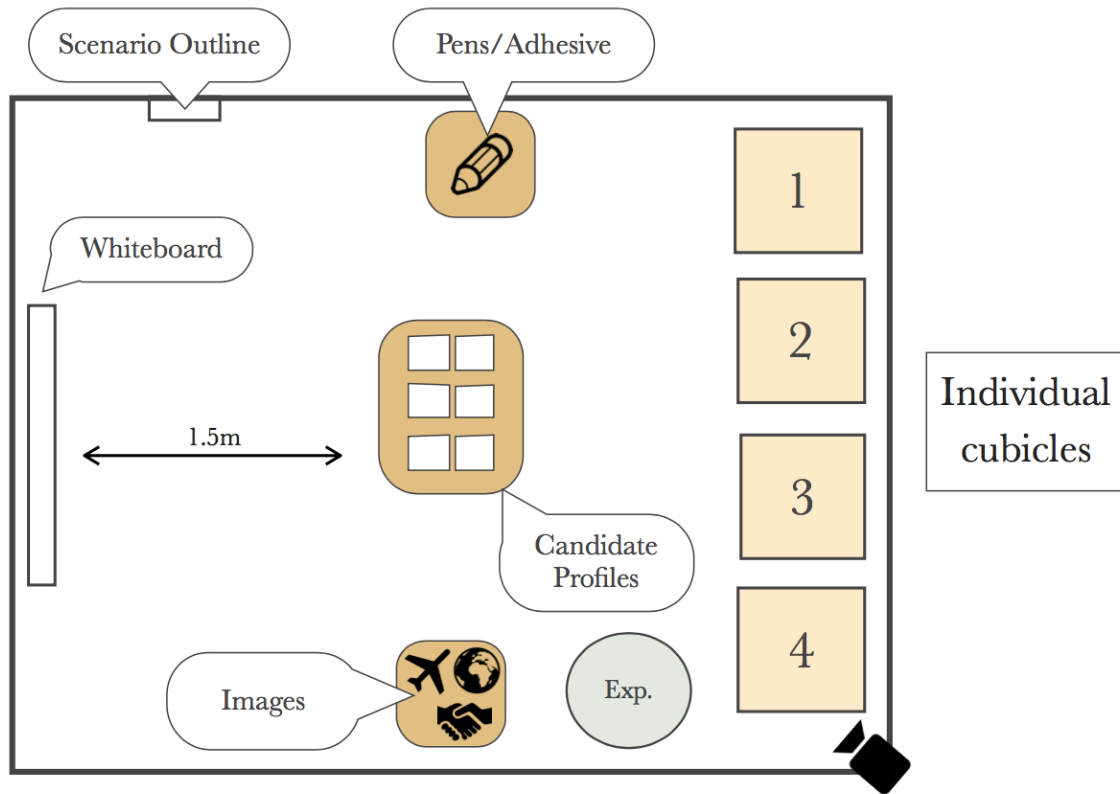 Scenario Outline
Pens/Adhesive
1
Whiteboard
2
Individual
cubicles
1.5m
3
Candidate
Profiles
4
Images
Exp.